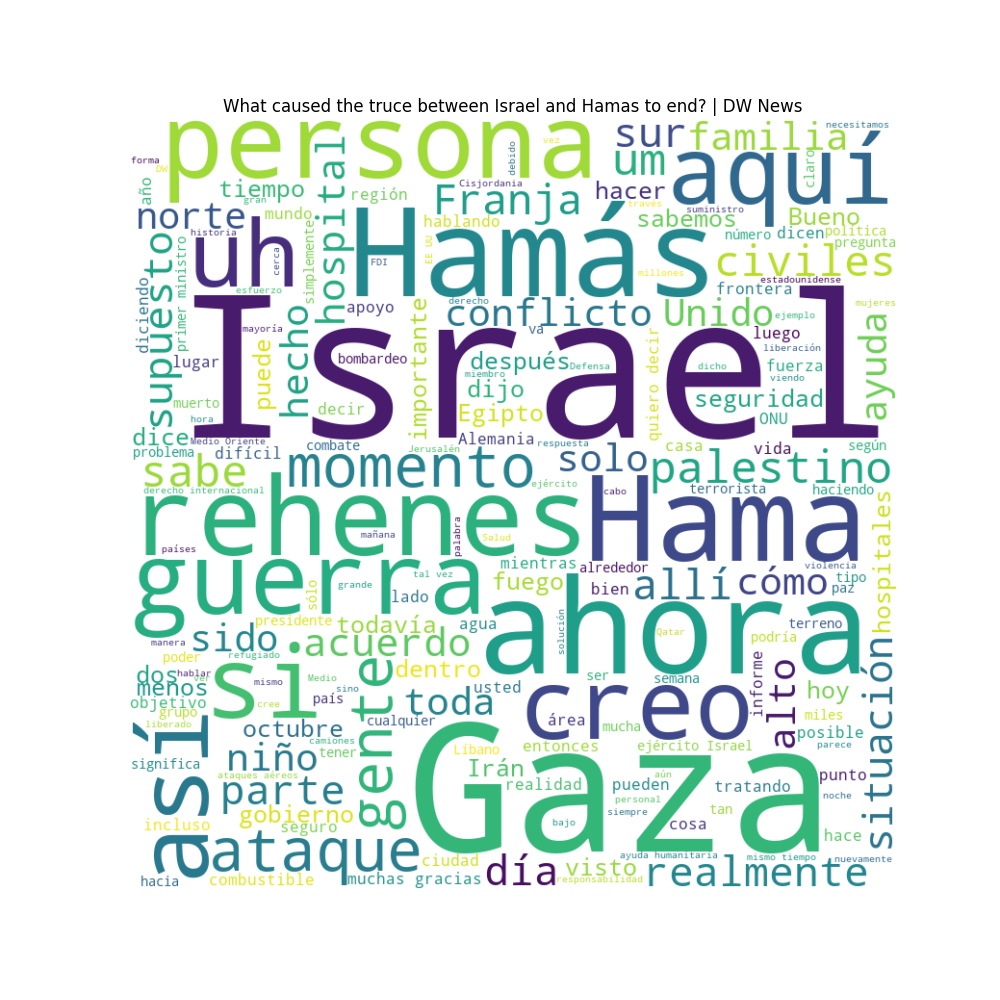 What caused the truce between Israel and Hamas to end? | DW News
persona
sur
familia
necesitamos
forma
Dw
vez
debido
um
aquí
claro
año
tiempo
gran
hospital
región
Cisjordania
Franja
hacer
través
suministro
norte
mundo
uh
historia
cerca
simplemente
Hamás
hablando
sabemos
Bueno
número
dicen
política
pregunta
FDI
EE UU
civiles
millones
estadounidense
diciendo
supuesto
primer ministro
esfuerzo
frontera
mujeres
apoyo
derecho
conflicto
Unido
ejemplo
Israel
hecho
mayoría
va
luego
liberación
lugar
puede
bombardeo
importante
después
Defensa
miembro
quiero decir
dicho
viendo
fuerza
ayuda
muerto
decir
dijo
seguridad
hora
Egipto
ONU
dice
Medio Oriente
problema
difícil
combate
Jerusalén
Alemania
respuesta
casa
vida
según
sabe
momento
solo
palestino
derecho internacional
ejército
cabo
terrorista
haciendo
rehenes
Hama
hospitales
mañana
palabra
Salud
países
mientras
alrededor
violencia
guerra
tal vez
grande
sólo
fuego
bien
allí
cómo
tipo
paz
lado
ahora
presidente
todavía
agua
solución
Qatar
podría
terreno
manera
sido
acuerdo
situación
poder
refugiado
si
gente
dentro
dos
hablar
ver
Medio
ser
semana
informe
alto
menos
mismo
sino
usted
hoy
objetivo
cree
país
toda
creo
grupo
liberado
así
octubre
cualquier
área
mucha
miles
posible
camiones
tener
Gaza
Líbano
entonces
ejército Israel
parece
significa
niño
Irán
realidad
aún
pueden
tratando
punto
ataques aéreos
parte
personal
noche
siempre
tan
gobierno
incluso
seguro
bajo
cosa
hace
ataque
ciudad
ayuda humanitaria
mismo tiempo
nuevamente
día
visto
realmente
hacia
combustible
muchas gracias
responsabilidad